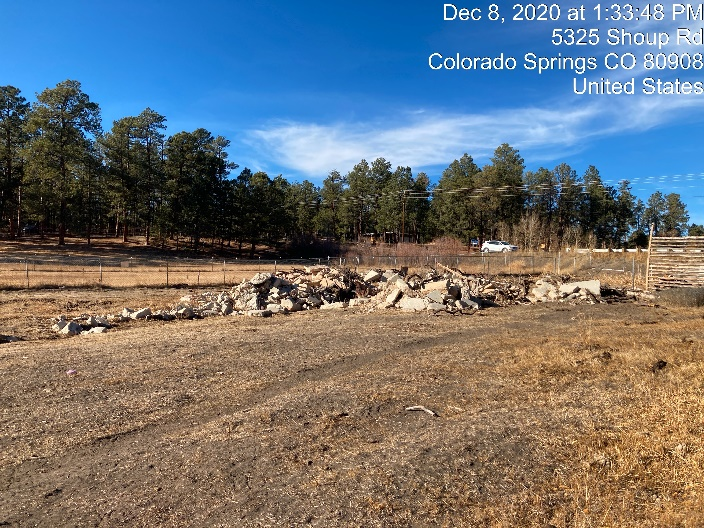 Dec 8, 2020 at 1:33:48 PM
5325 Shoup Rd
Colorado Springs CO 80908
United States